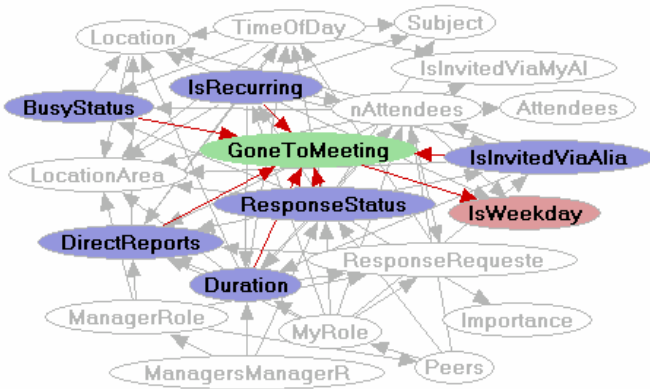 Subject
TimeOfDay
Location
IsInvitedViaMyAl
IsRecurring
BusyStatus
nAttendees
Attendees
GoneToMeeting
IsInvitedViaAlia
LocationArea
ResponseStatus
IsWeekday
DirectReports
ResponseRequeste
Duration
ManagerRole
Importance
MyRole
Peers
ManagersManagerR